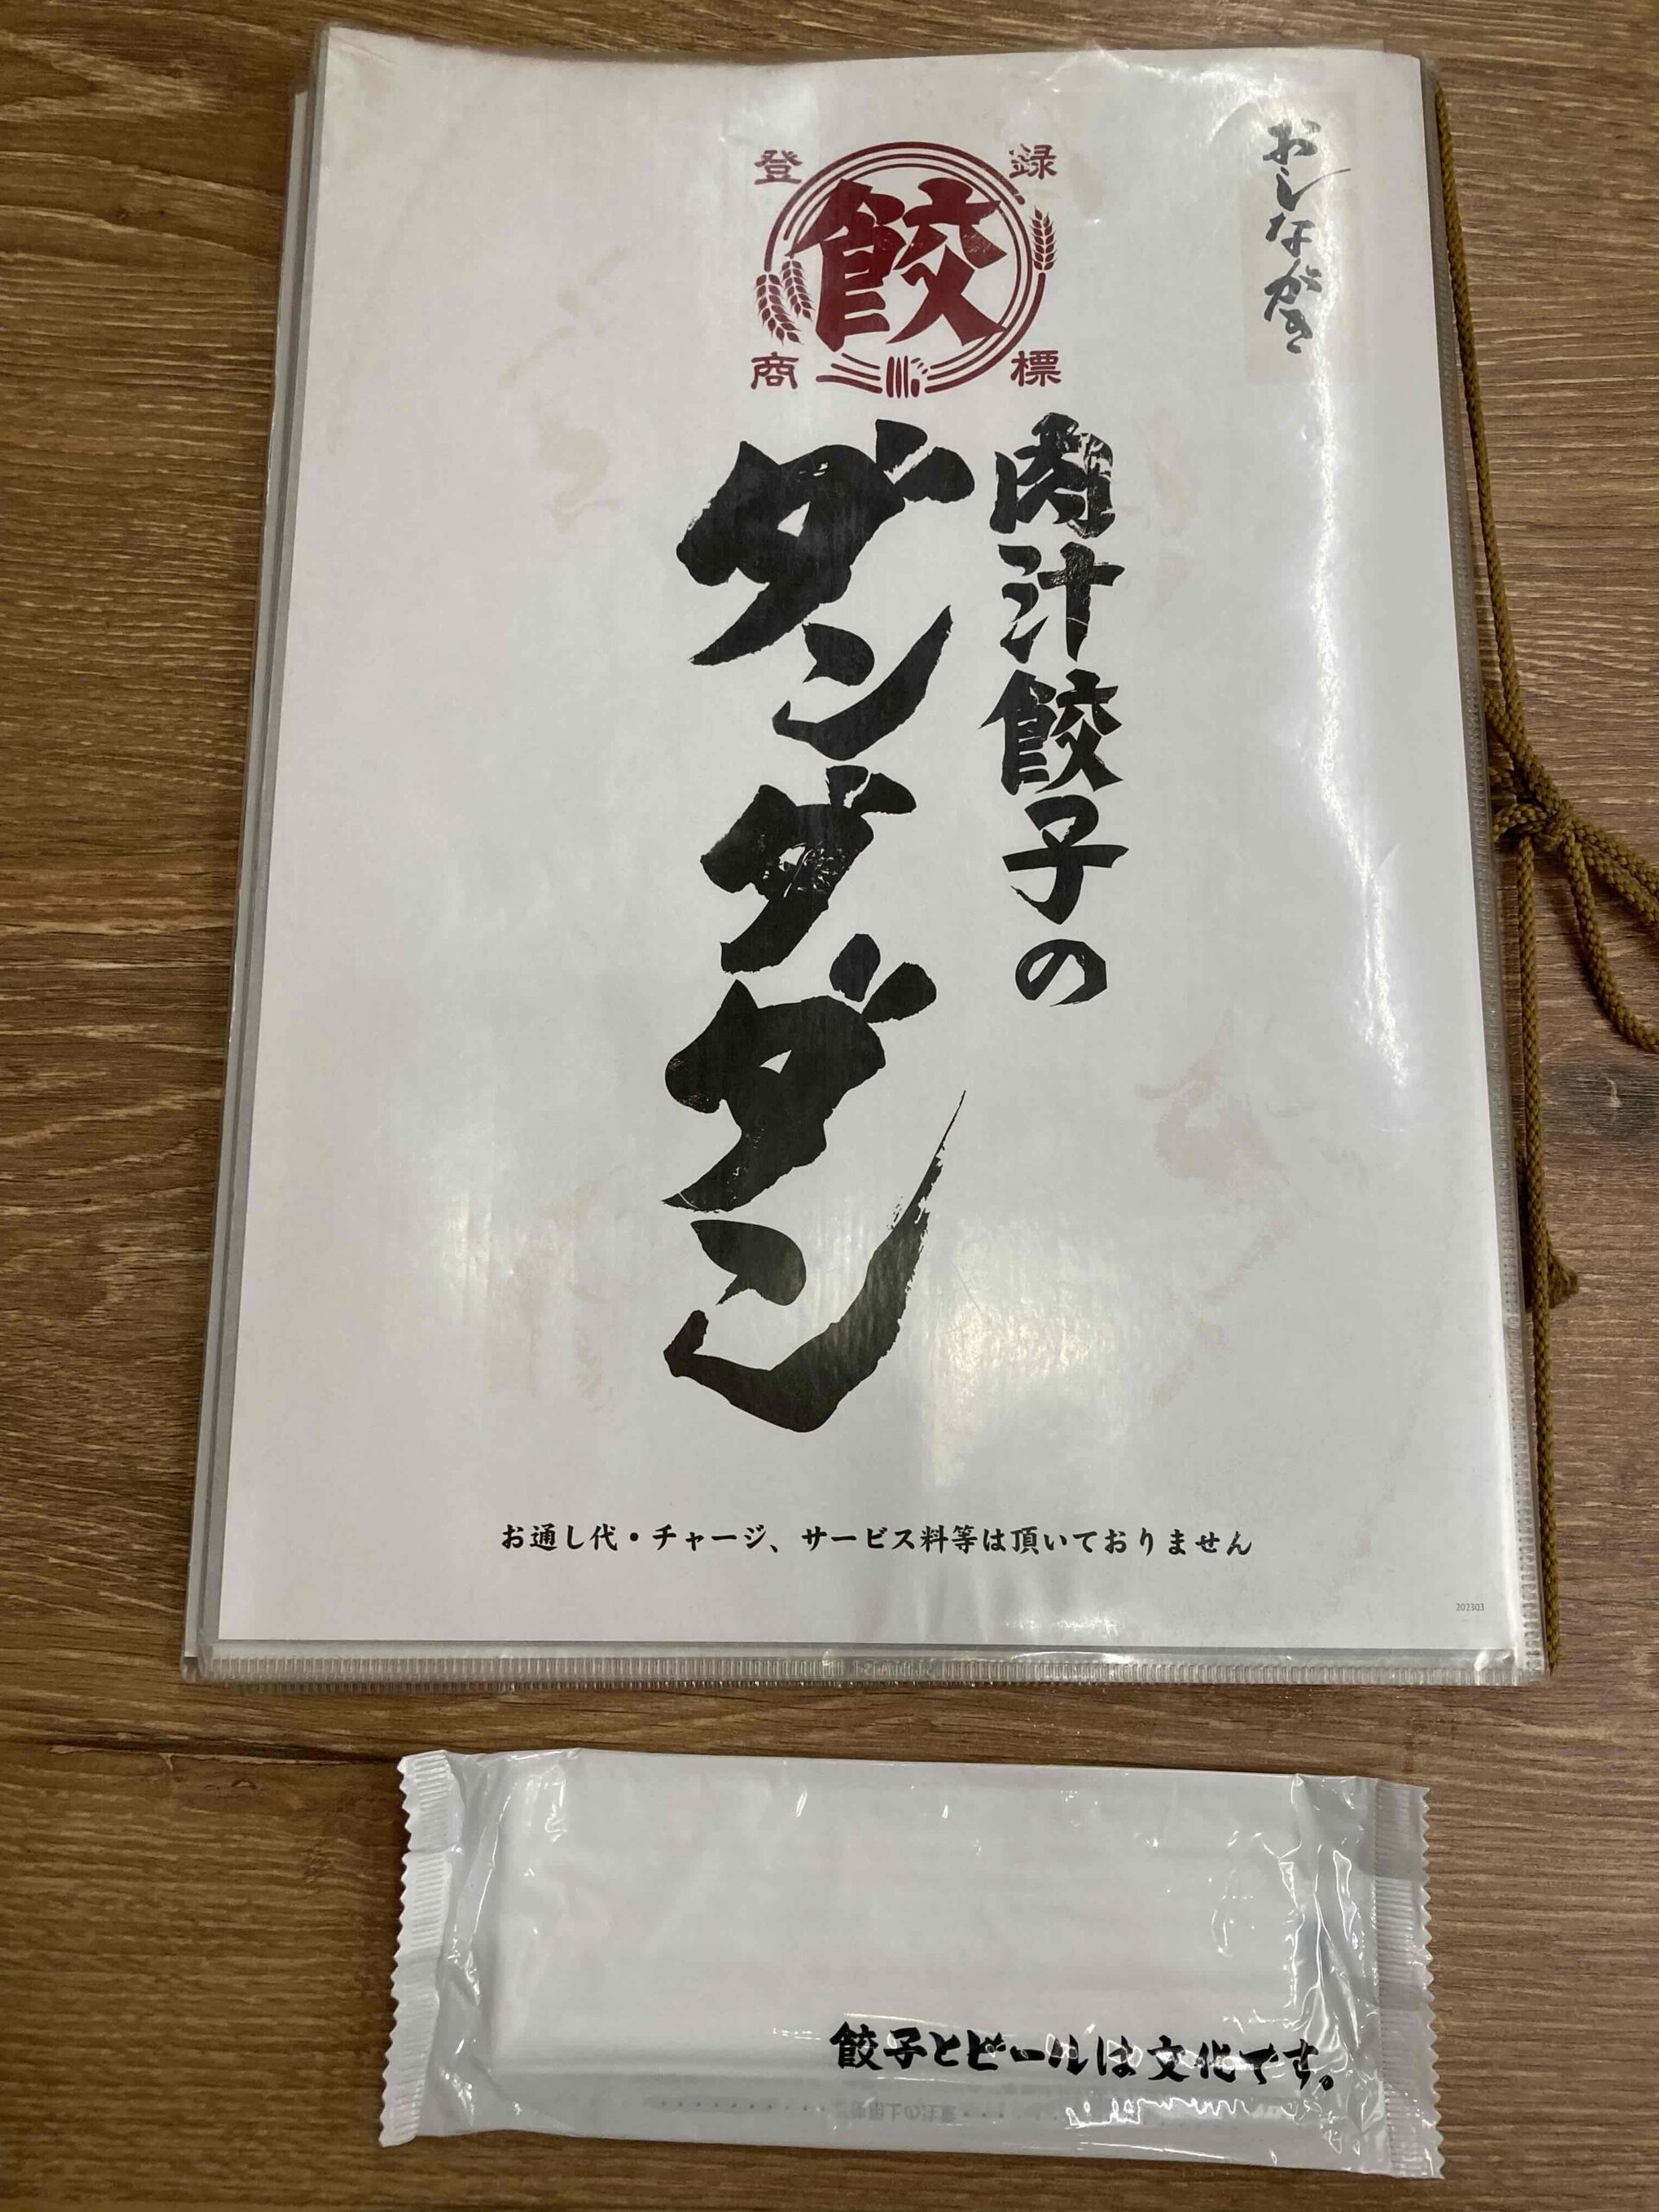 おしながき
登録
餃
商標
肉汁餃子の
ダンダダン
お通し代・チャージ、サービス料等は頂いておりません
202303
餃子とビールは文化です。